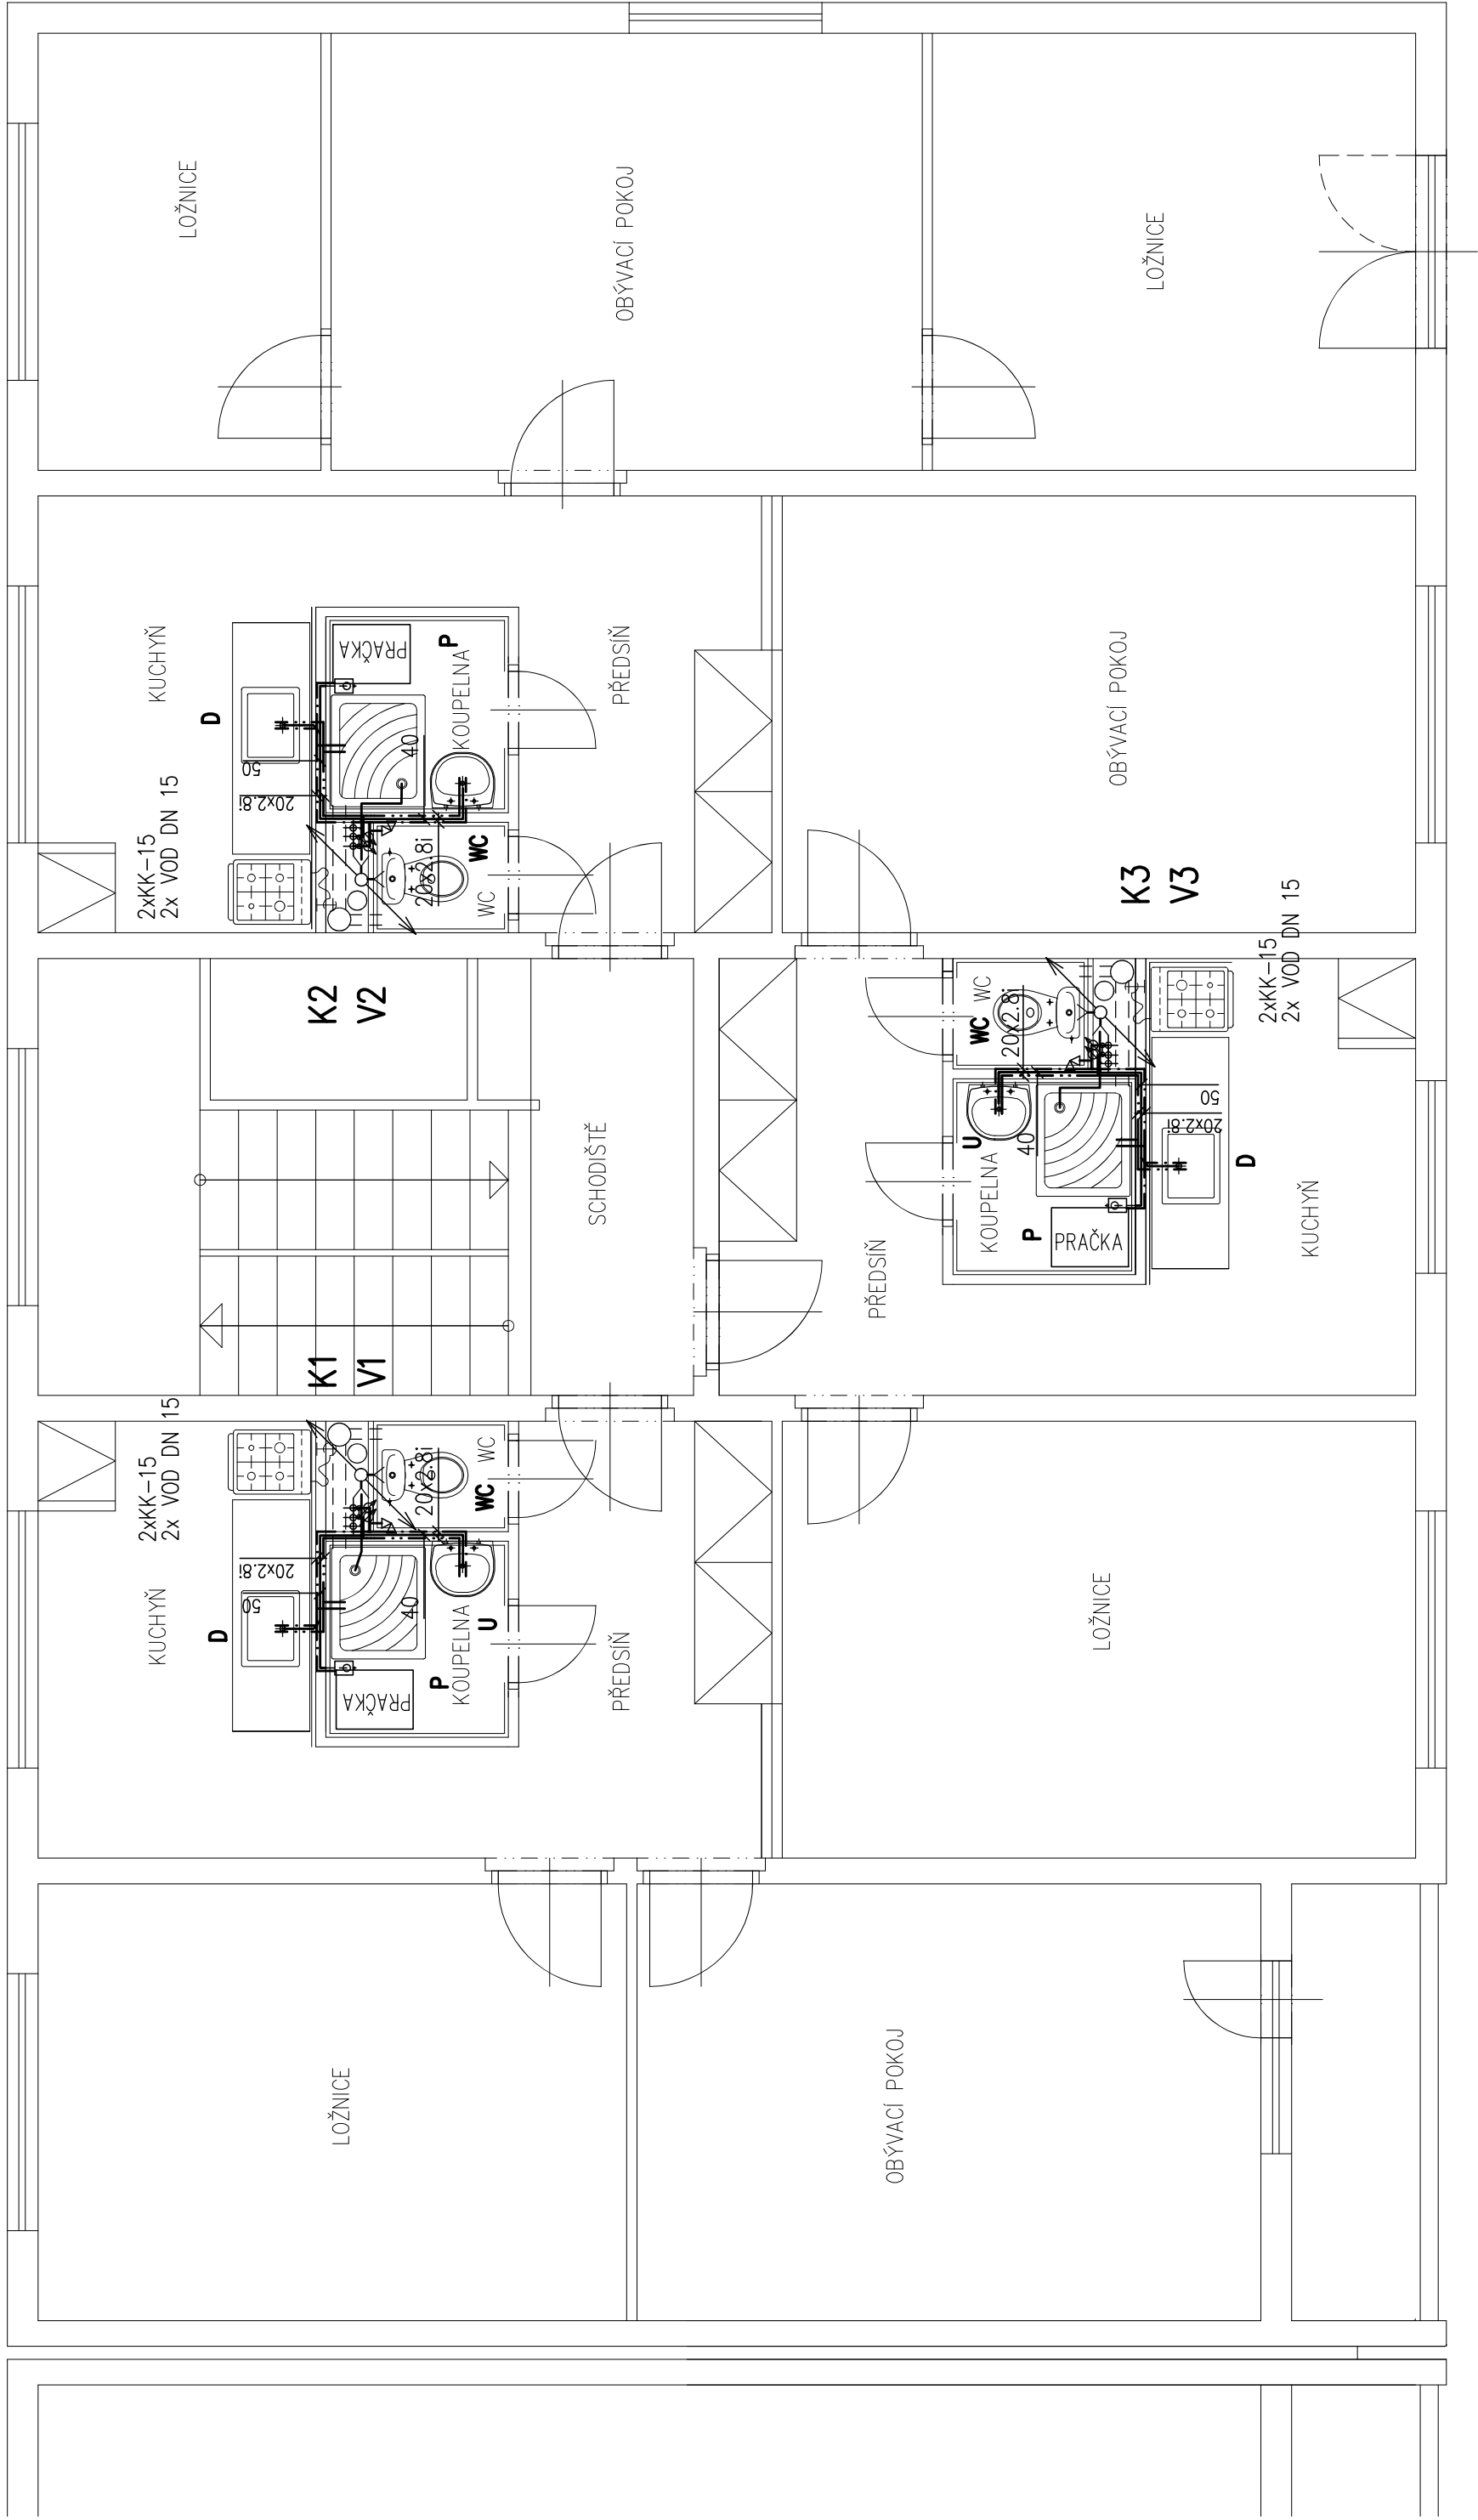 LOŽNICE
OBÝVACÍ POKOJ
LOŽNICE
KUCHYŇ
D
50
20x2.8i
2xKK-15
2x VOD DN 15
PRAČKA
P
KOUPELNA
40
20x2.8i
WC
WC
PŘEDSÍŇ
OBÝVACÍ POKOJ
K2
V2
K3
V3
2xKK-15
2x VOD DN 15
WC
WC
20x2.8i
U
40
KOUPELNA
P
PRAČKA
50
20x2.8i
D
KUCHYŇ
PŘEDSÍŇ
SCHODIŠTĚ
K1
V1
2xKK-15
2x VOD DN 15
20x2.8i
50
D
KUCHYŇ
20x2.8i
WC
WC
40
U
P
KOUPELNA
PRAČKA
PŘEDSÍŇ
LOŽNICE
LOŽNICE
OBÝVACÍ POKOJ